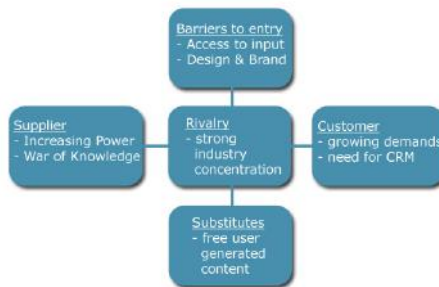 Barriers to entry
- Access to input
- Design & Brand
Supplier
- Increasing Power
- War of Knowledge
Rivalry
- strong
industry
concentration
Customer
- growing demands
- need for CRM
Substitutes
- free user
generated
content